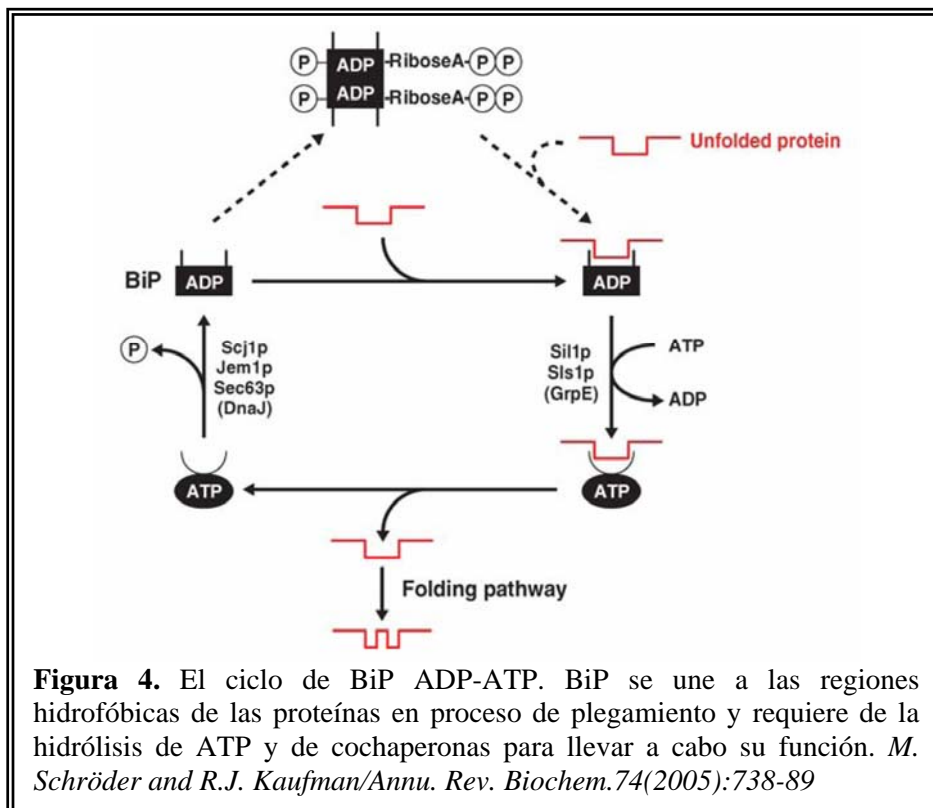 P ADP -RiboseA- P P
P ADP -RiboseA- P P
Unfolded protein
BiP ADP
ADP
P
Scj1p
Jem1p
Sec63p
(DnaJ)
Sil1p
Sls1p
(GrpE)
ATP
ADP
ATP
ATP
Folding pathway
Figura 4. El ciclo de BiP ADP-ATP. BiP se une a las regiones
hidrofóbicas de las proteínas en proceso de plegamiento y requiere de la
hidrólisis de ATP y de cochaperonas para llevar a cabo su función. M.
Schröder and R.J. Kaufman/Annu. Rev. Biochem.74(2005):738-89